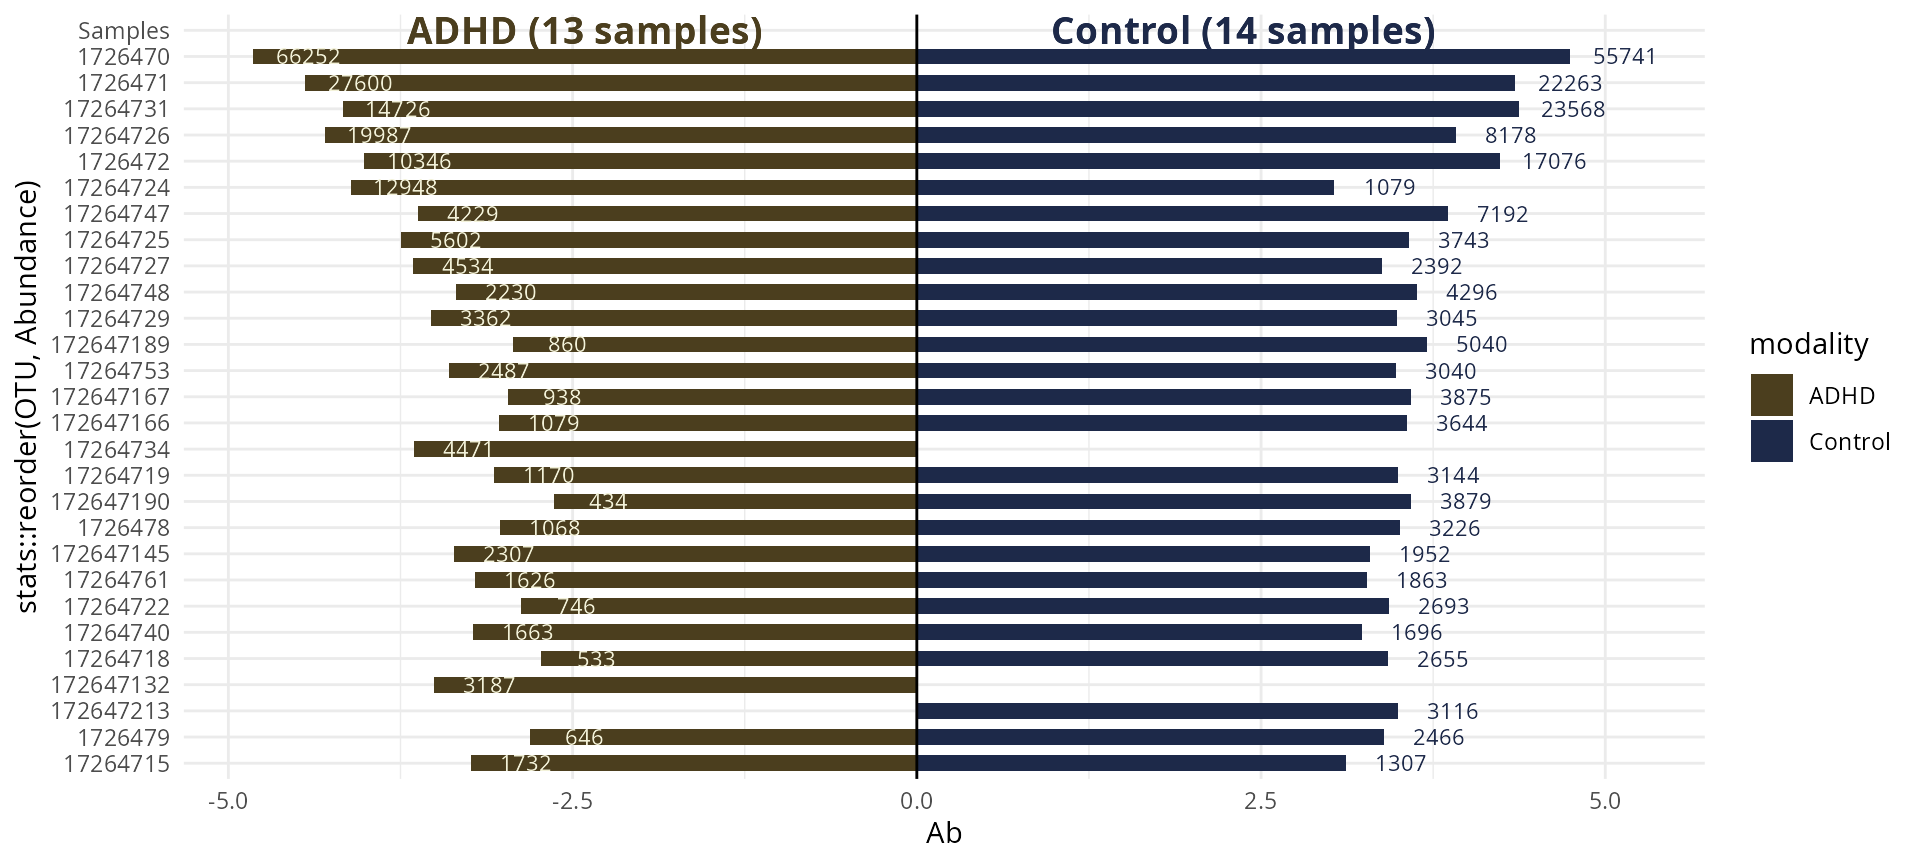 ADHD (13 samples) Control (14 samples)
Samples
1726470 66252 55741
1726471 27600 22263
17264731 14726 23568
17264726 19987 8178
1726472 10346 17076
17264724 12948 1079
17264747 4229 7192
17264725 5602 3743
17264727 4534 2392
17264748 2230 4296
17264729 3362 3045
172647189 860 5040
17264753 2487 3040
172647167 938 3875
172647166 1079 3644
17264734 4471
17264719 1170 3144
172647190 434 3879
1726478 1068 3226
172647145 2307 1952
17264761 1626 1863
17264722 746 2693
17264740 1663 1696
17264718 533 2655
172647132 3187
172647213 3116
1726479 646 2466
17264715 1732 1307
-5.0 -2.5 0.0 2.5 5.0
Ab
stats::reorder(OTU, Abundance)
modality
ADHD
Control